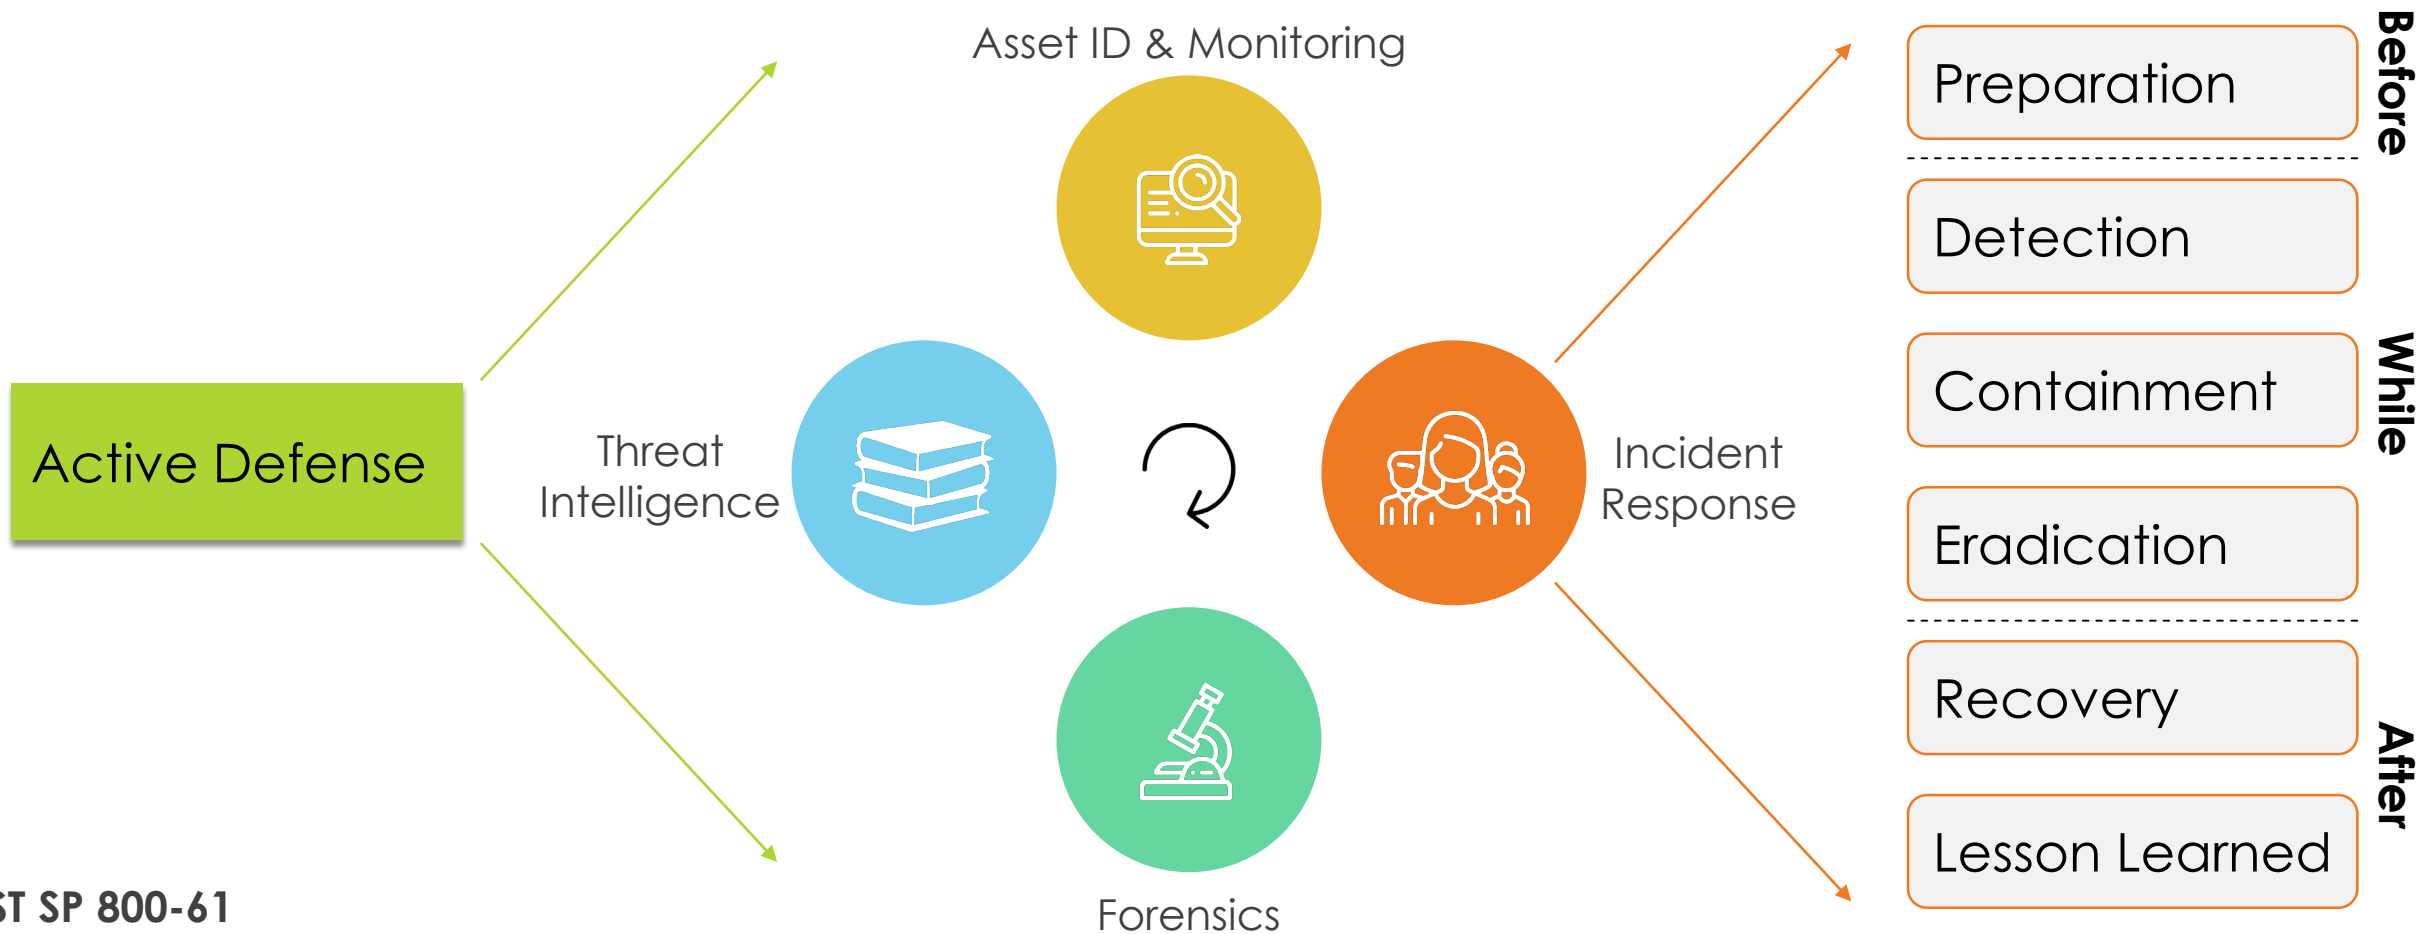 Asset ID & Monitoring
Active Defense
Threat
Intelligence
Incident
Response
Forensics
Before
Preparation
Detection
While
Containment
Eradication
After
Recovery
Lesson Learned
SP 800-61